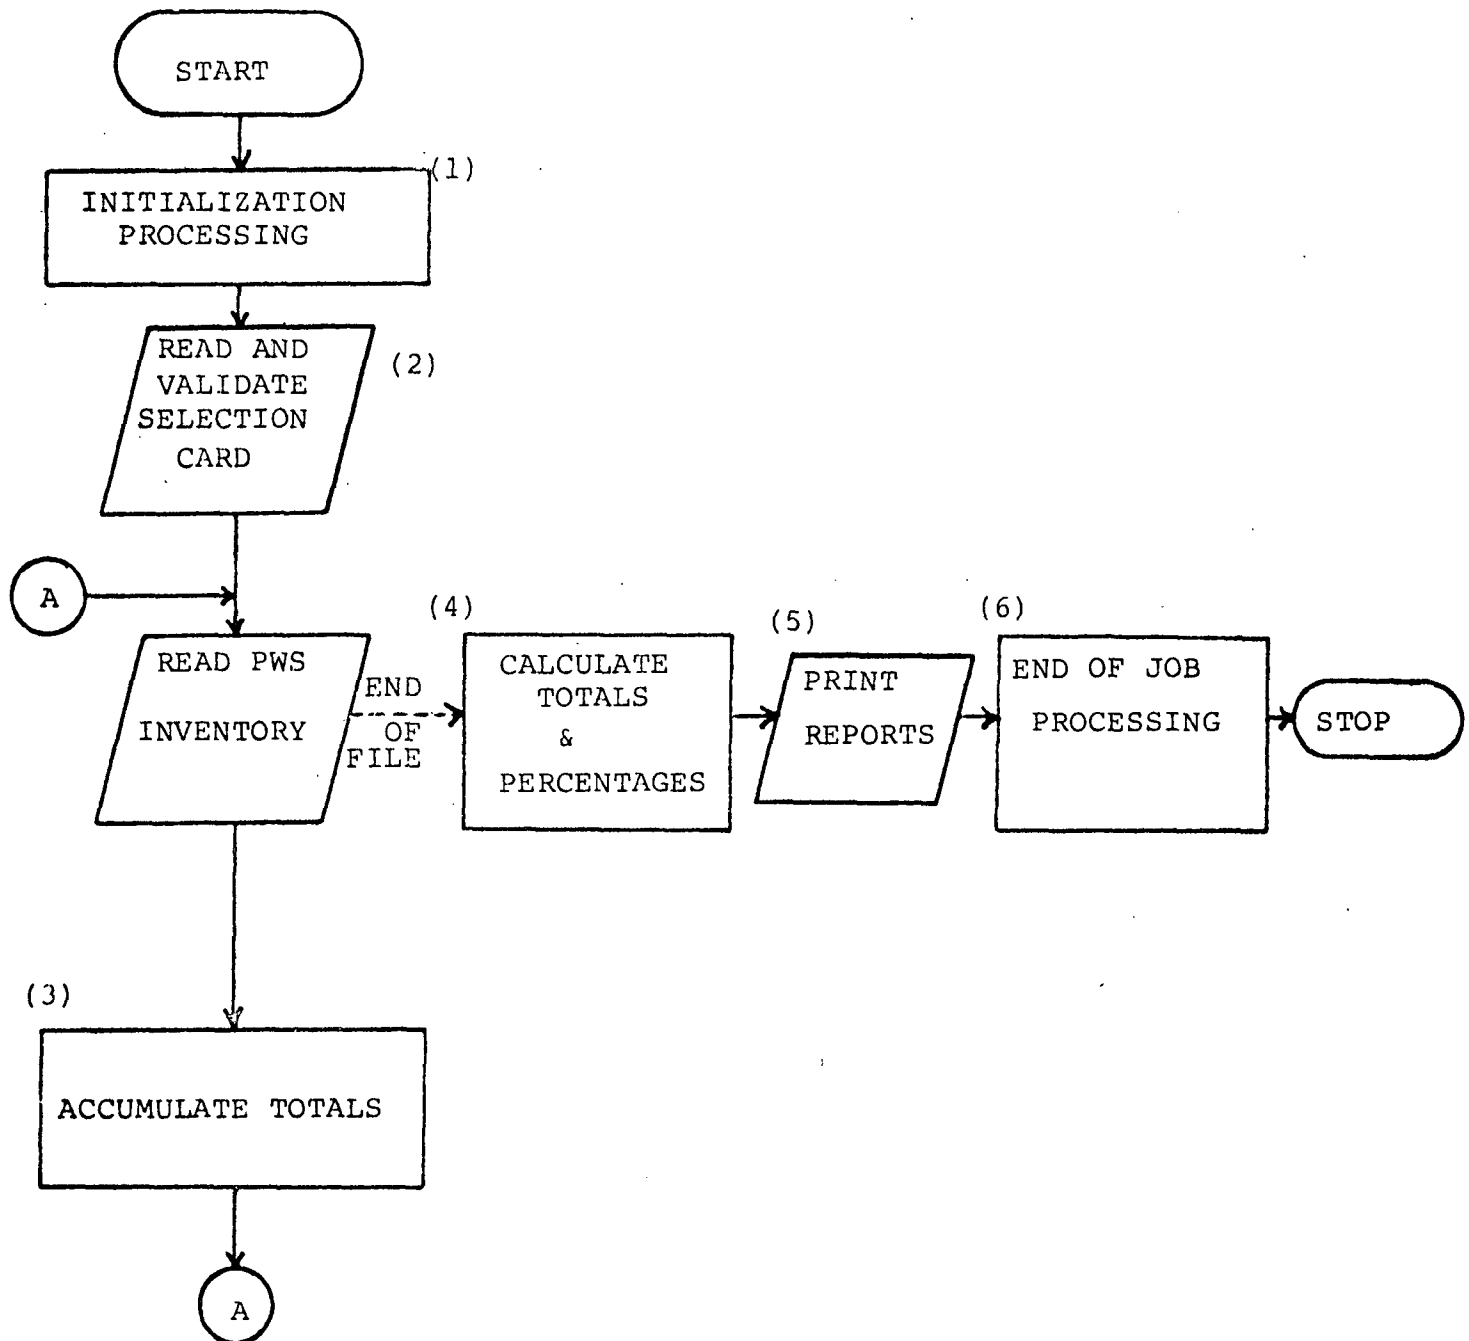 START
(1)
INITIALIZATION
PROCESSING
READ AND
(2)
VALIDATE
SELECTION
CARD
A
READ PWS
INVENTORY
END
OF
FILE
(4)
CALCULATE
TOTALS
&
PERCENTAGES
(5)
PRINT
REPORTS
(6)
END OF JOB
PROCESSING
STOP
(3)
ACCUMULATE TOTALS
A